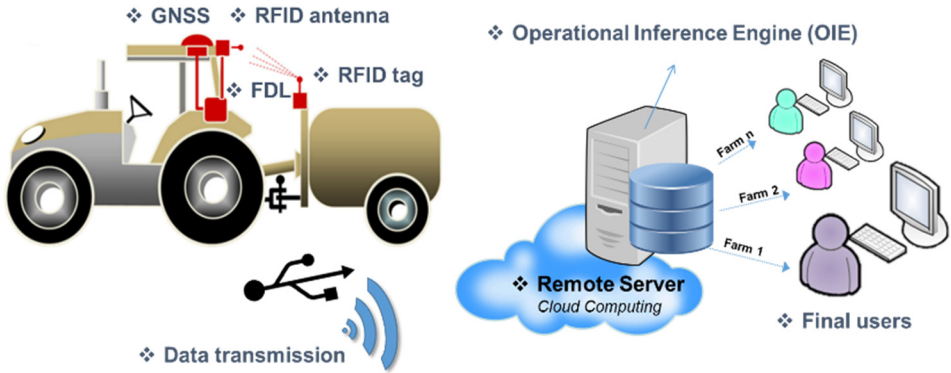 ❖ GNSS
❖ RFID antenna
❖ FDL
❖ RFID tag
❖ Data transmission
❖ Operational Inference Engine (OIE)
Farm n
Farm 2
Farm 1
❖ Remote Server
Cloud Computing
❖ Final users